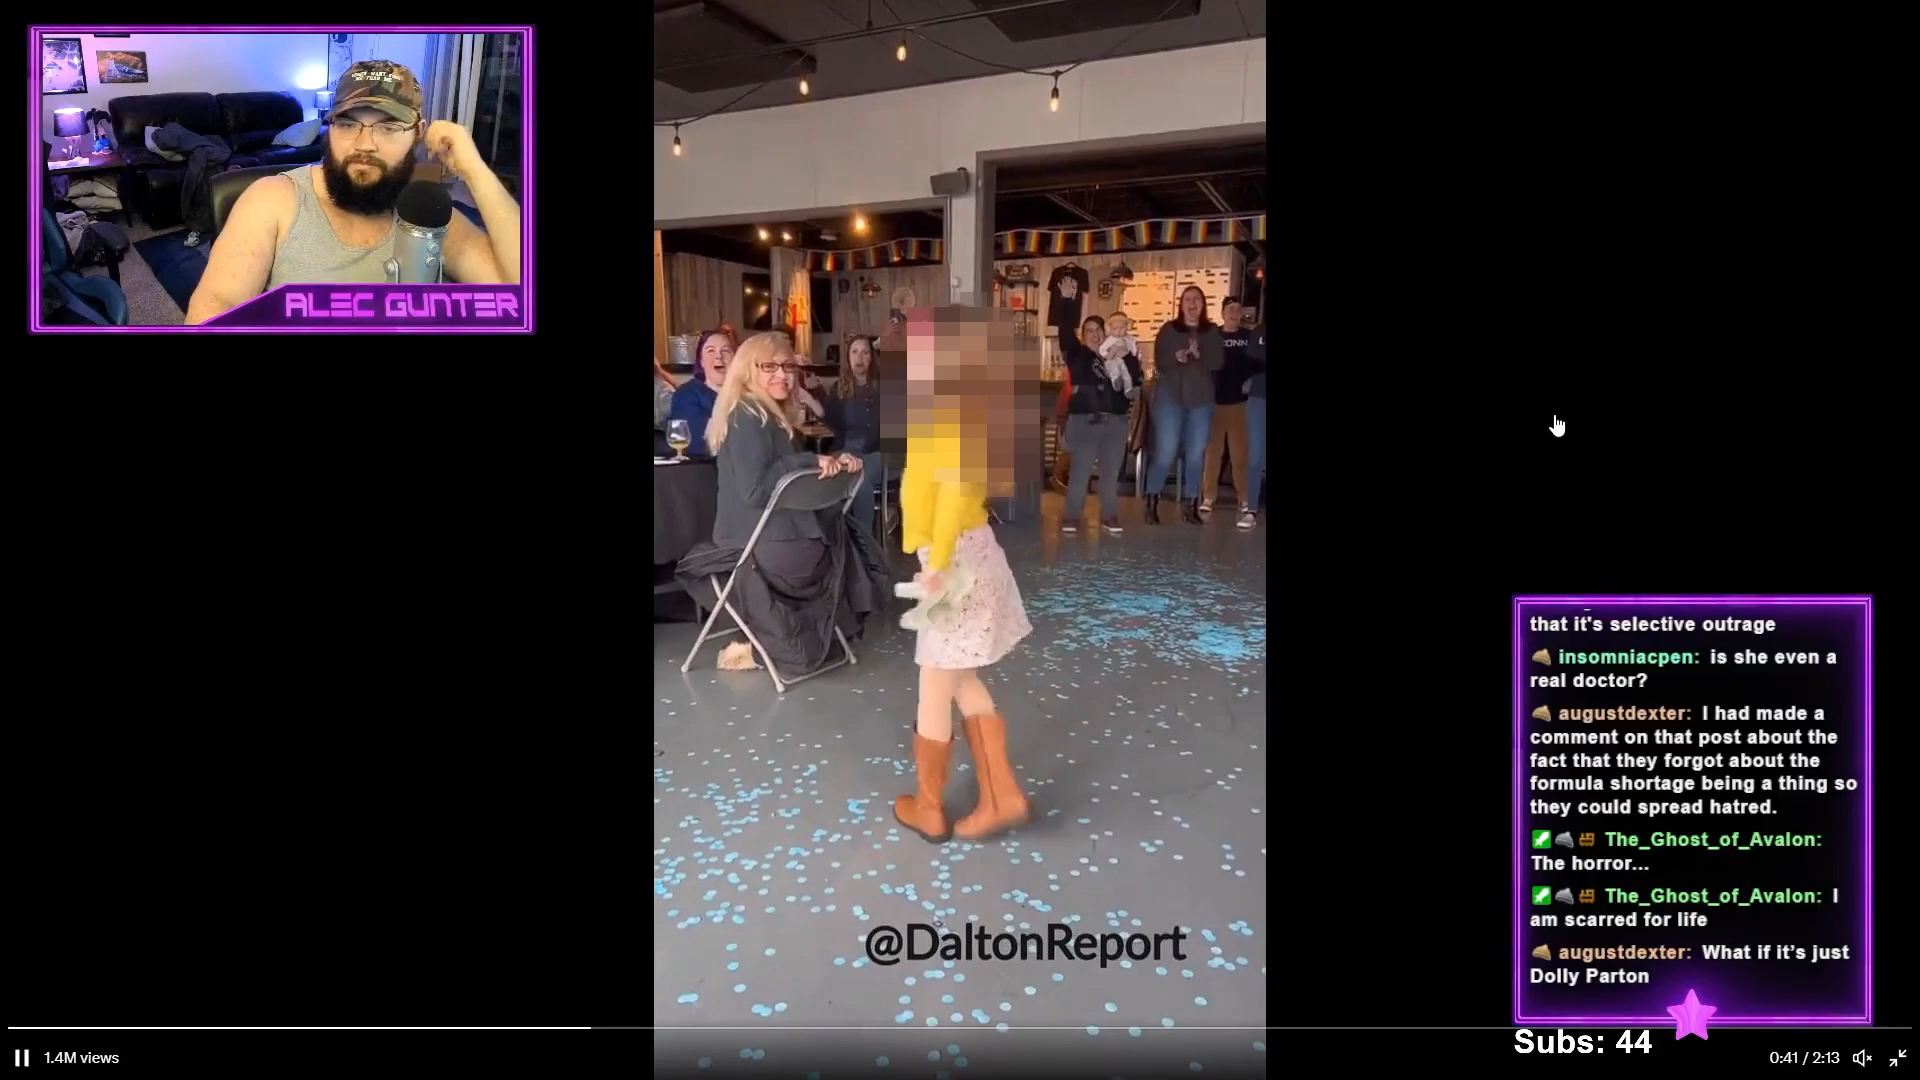 ALEC GUNTER
CONN
@DaltonReport
that it's selective outrage
insomniacpen: is she even a
real doctor?
augustdexter: I had made a
comment on that post about the
fact that they forgot about the
formula shortage being a thing so
they could spread hatred.
The_Ghost_of_Avalon:
The horror...
The_Ghost_of_Avalon: I
am scarred for life
augustdexter: What if it's just
Dolly Parton
Subs: 44
1.4M views
0:41 / 2:13